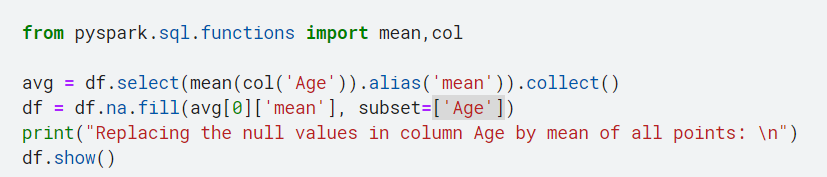 from pyspark.sql.functions import mean,col
avg = df.select(mean(col('Age')).alias('mean')).collect()
df = df.na.fill(avg[0]['mean'], subset=['Age'])
print("Replacing the null values in column Age by mean of all points: \n")
df.show()